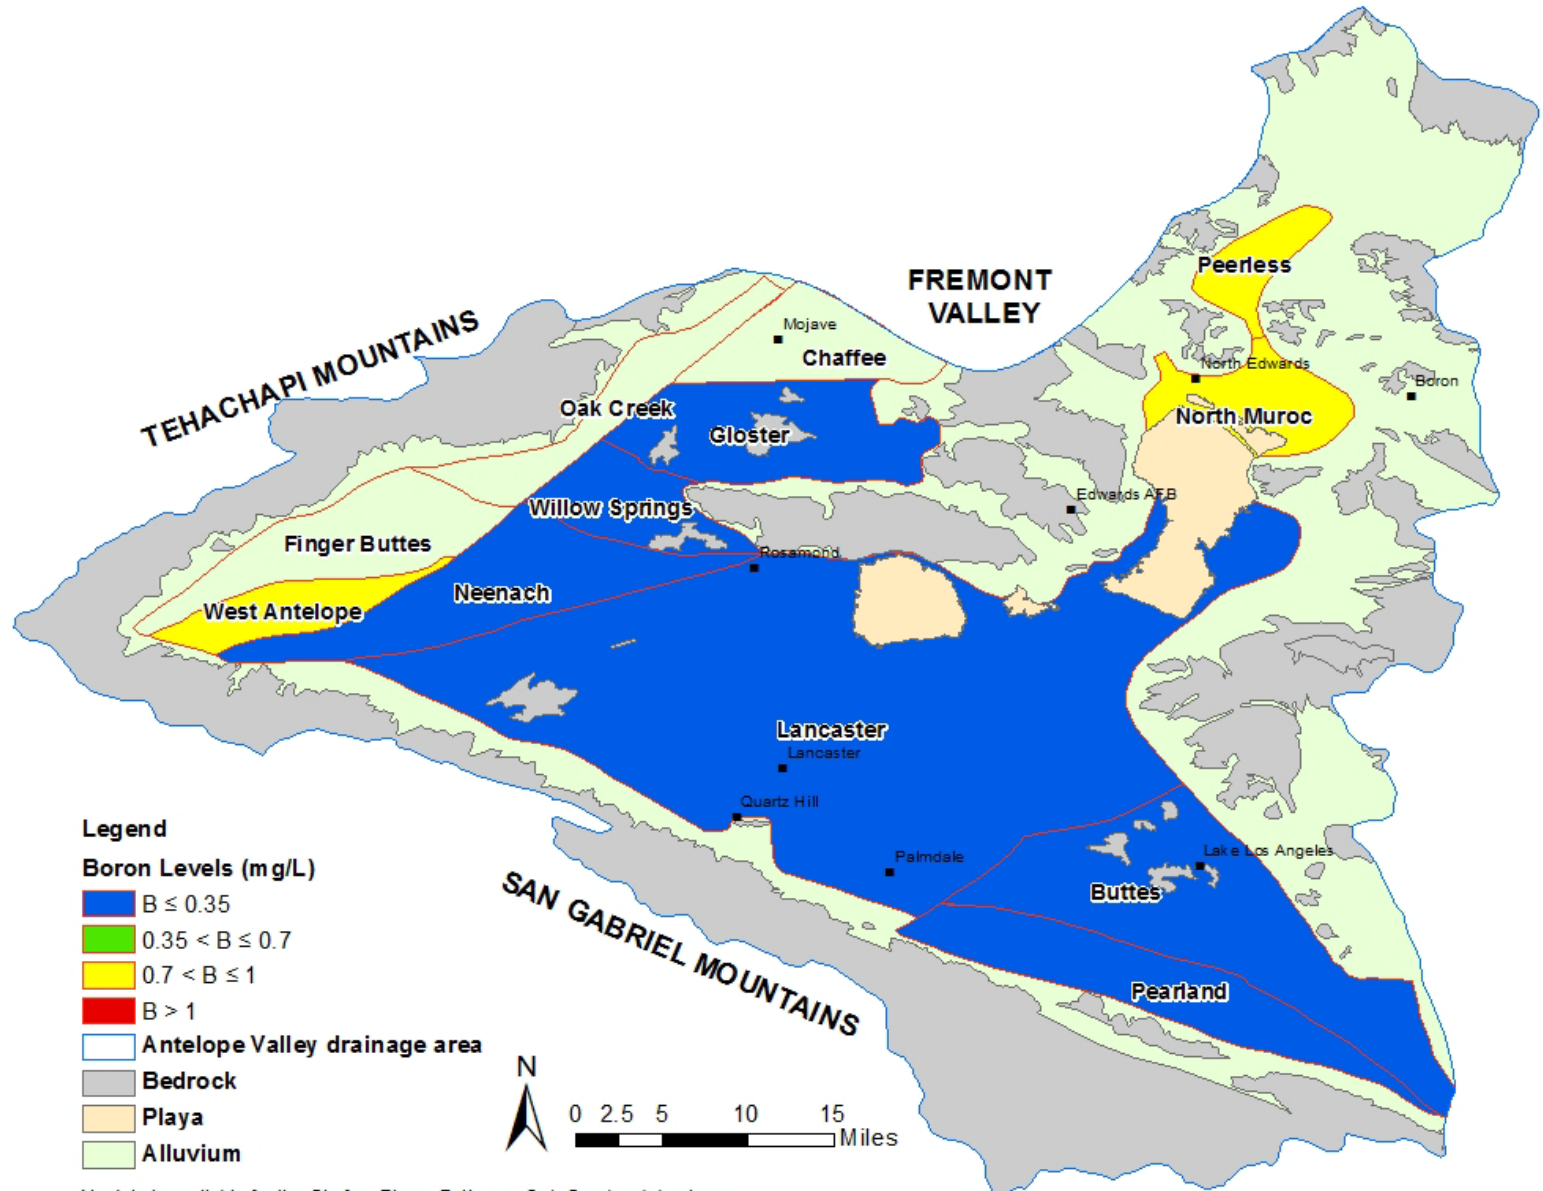 FREMONT
VALLEY
TEHACHAPI MOUNTAINS
Peerless
Mojave
Chaffee
North Edwards
Boron
Oak Creek
North Muroc
Gloster
Edwards AFB
Willow Springs
Finger Buttes
Rosamond
Neenach
West Antelope
Lancaster
Lancaster
Quartz Hill
Palmdale
Lake Los Angeles
Buttes
SAN GABRIEL MOUNTAINS
Pearland
Legend
Boron Levels (mg/L)
B ≤ 0.35
0.35 < B ≤ 0.7
0.7 < B ≤ 1
B > 1
Antelope Valley drainage area
Bedrock
Playa
Alluvium
N
0 2.5 5 10 15
Miles